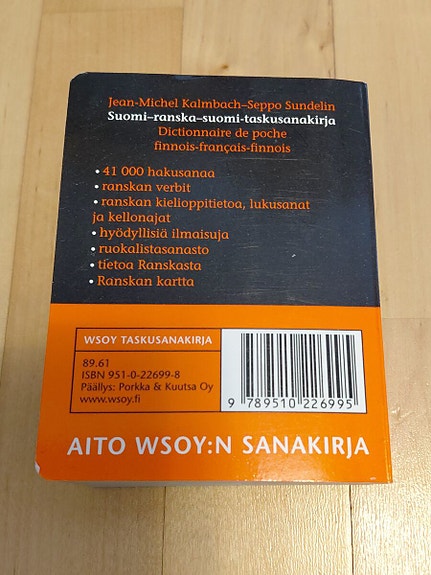 Jean-Michel Kalmbach–Seppo Sundelin
Suomi–ranska–suomi-taskusanakirja
Dictionnaire de poche
finnois-français-finnois
• 41 000 hakusanaa
• ranskan verbit
• ranskan kielioppitietoa, lukusanat
ja kellonajat
• hyödyllisiä ilmaisuja
• ruokalistasanasto
• tietoa Ranskasta
• Ranskan kartta
WSOY TASKUSANAKIRJA
89.61
ISBN 951-0-22699-8
Päällys: Porkka & Kuutsa Oy
www.wsoy.fi
9 789510 226995
AITO WSOY:N SANAKIRJA